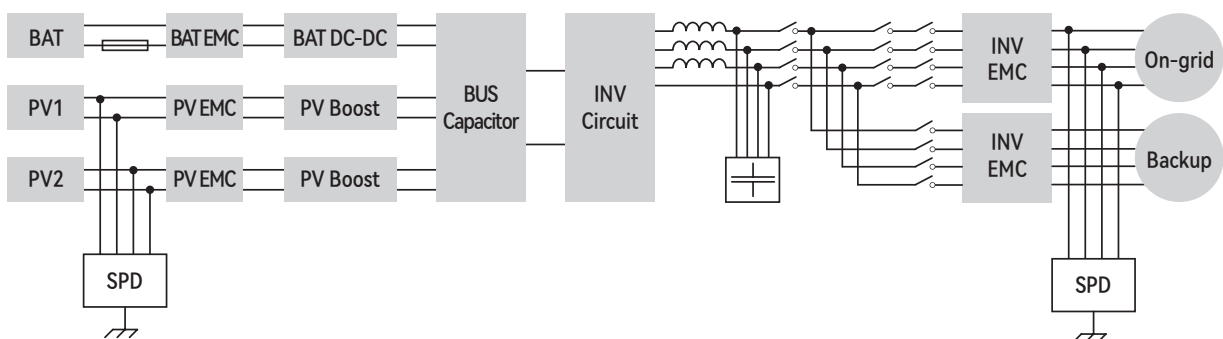 BAT
BAT EMC
BAT DC-DC
PV1
PV EMC
PV Boost
PV2
PV EMC
PV Boost
SPD
BUS
Capacitor
INV
Circuit
INV
EMC
On-grid
INV
EMC
Backup
SPD